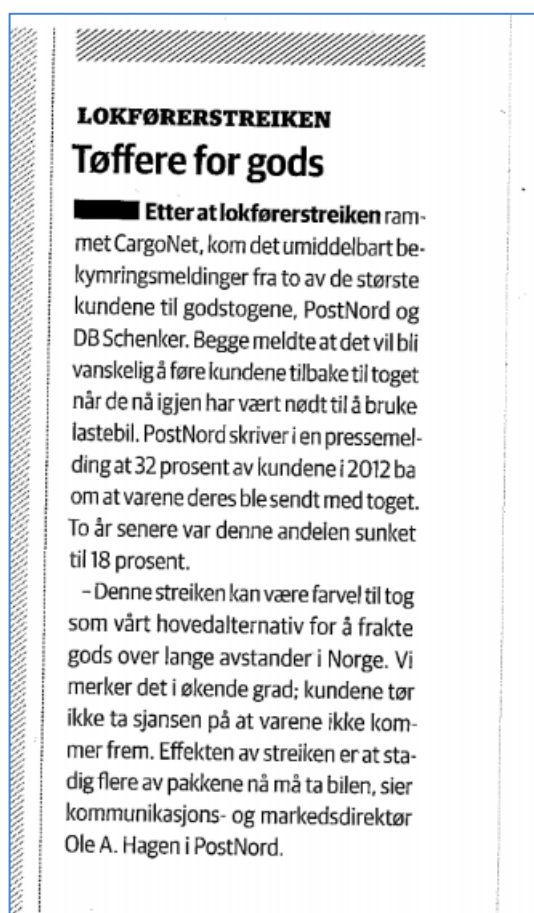 LOKFØRERSTREIKEN
Tøffere for gods
Etter at lokførerstreiken ram-
met CargoNet, kom det umiddelbart be-
kymringsmeldinger fra to av de største
kundene til godstogene, PostNord og
DB Schenker. Begge meldte at det vil bli
vanskelig å føre kundene tilbake til toget
når de nå igjen har vært nødt til å bruke
lastebil. PostNord skriver i en pressemel-
ding at 32 prosent av kundene i 2012 ba
om at varene deres ble sendt med toget.
To år senere var denne andelen sunket
til 18 prosent.
– Denne streiken kan være farvel til tog
som vårt hovedalternativ for å frakte
gods over lange avstander i Norge. Vi
merker det i økende grad; kundene tør
ikke ta sjansen på at varene ikke kom-
mer frem. Effekten av streiken er at sta-
dig flere av pakkene nå må ta bilen, sier
kommunikasjons- og markedsdirektør
Ole A. Hagen i PostNord.